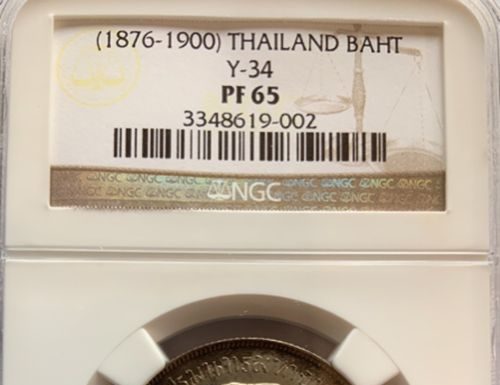 (1876-1900) THAILAND BAHT
Y-34
PF 65
3348619-002
NGC